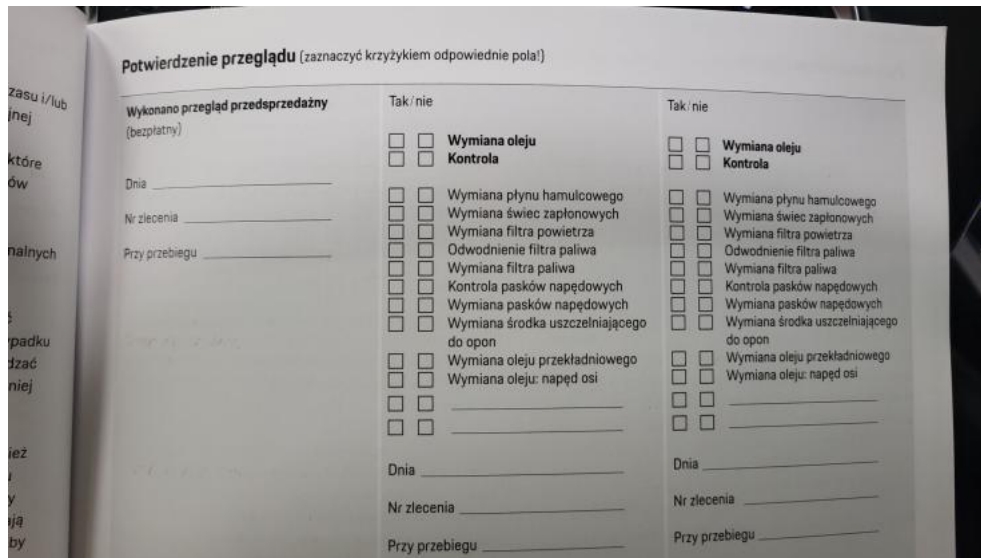 zasu i/lub
jnej
które
ów
nalnych
padku
dzać
niej
ież
y
ją
by
Potwierdzenie przeglądu (zaznaczyć krzyżykiem odpowiednie pola!)
Wykonano przegląd przedsprzedażny
(bezpłatny)
Dnia
Nr zlecenia
Przy przebiegu
Tak/nie
Wymiana oleju
Kontrola
Wymiana płynu hamulcowego
Wymiana świec zapłonowych
Wymiana filtra powietrza
Odwodnienie filtra paliwa
Wymiana filtra paliwa
Kontrola pasków napędowych
Wymiana pasków napędowych
Wymiana środka uszczelniającego
do opon
Wymiana oleju przekładniowego
Wymiana oleju: napęd osi
Dnia
Nr zlecenia
Przy przebiegu
Tak/nie
Wymiana oleju
Kontrola
Wymiana płynu hamulcowego
Wymiana świec zapłonowych
Wymiana filtra powietrza
Odwodnienie filtra paliwa
Wymiana filtra paliwa
Kontrola pasków napędowych
Wymiana pasków napędowych
Wymiana środka uszczelniającego
do opon
Wymiana oleju przekładniowego
Wymiana oleju: napęd osi
Dnia
Nr zlecenia
Przy przebiegu